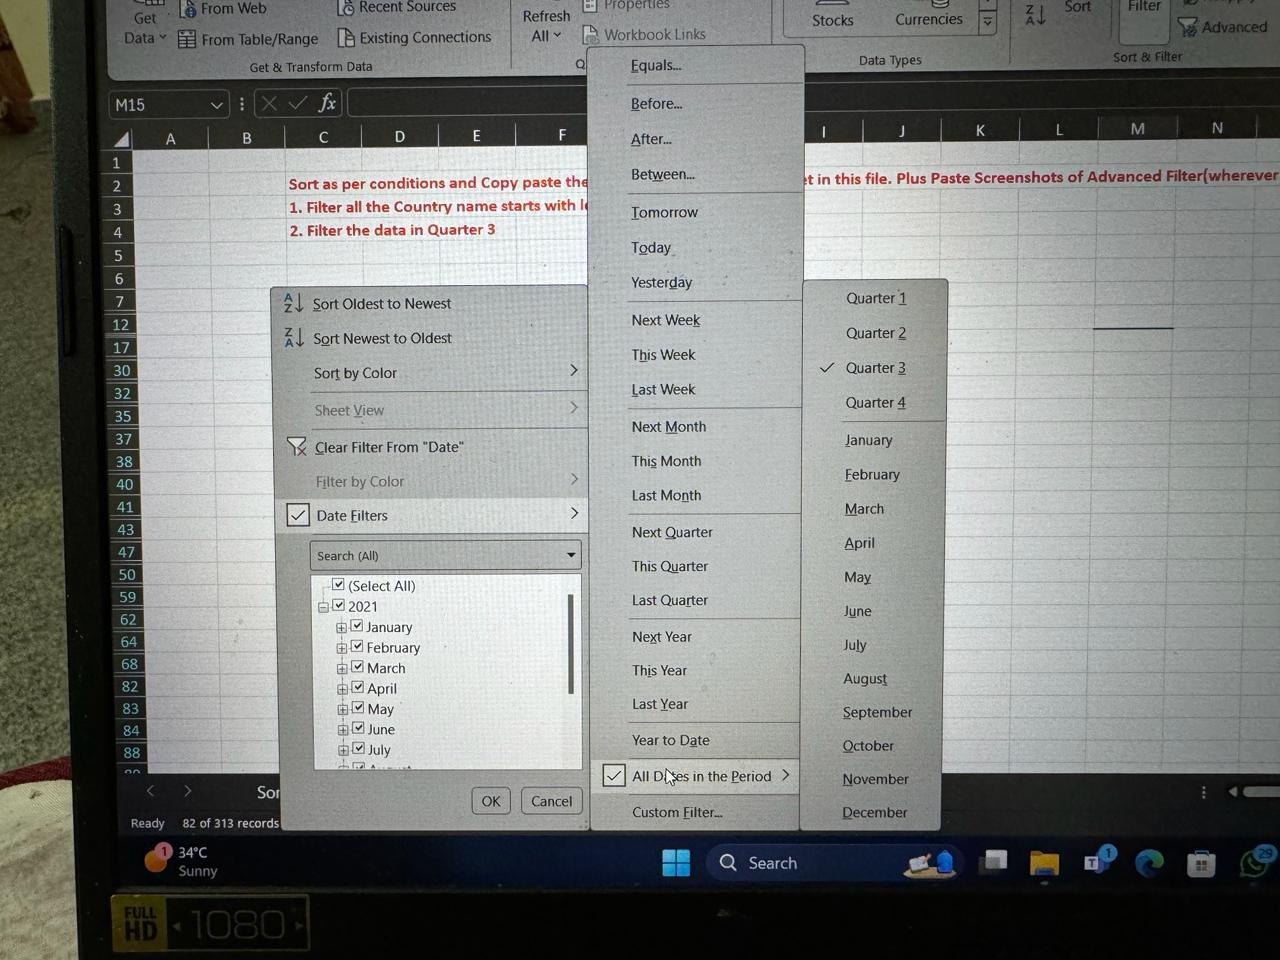 Get
Data
From Web
From Table/Range
Recent Sources
Existing Connections
Get & Transform Data
Refresh
All
Properties
Workbook Links
Q
Stocks
Currencies
Data Types
Z
A
Sort
Filter
Advanced
Sort & Filter
M15
fx
A B C D E F I J K L M N
1
2
3
4
5
6
7
12
17
30
32
35
37
38
40
41
43
47
50
59
62
64
68
82
83
84
88
Sort as per conditions and Copy paste the
et in this file. Plus Paste Screenshots of Advanced Filter(wherever
1. Filter all the Country name starts with
2. Filter the data in Quarter 3
Sort Oldest to Newest
Sort Newest to Oldest
Sort by Color
Sheet View
Clear Filter From "Date"
Filter by Color
Date Filters
Search (All)
(Select All)
2021
January
February
March
April
May
June
July
OK
Cancel
Equals...
Before...
After...
Between...
Tomorrow
Today
Yesterday
Next Week
This Week
Last Week
Next Month
This Month
Last Month
Next Quarter
This Quarter
Last Quarter
Next Year
This Year
Last Year
Year to Date
All Dates in the Period
Custom Filter...
Quarter 1
Quarter 2
Quarter 3
Quarter 4
January
February
March
April
May
June
July
August
September
October
November
December
Sor
Ready
82 of 313 records
1
34°C
Sunny
Search
T
1
29
FULL
HD
1080